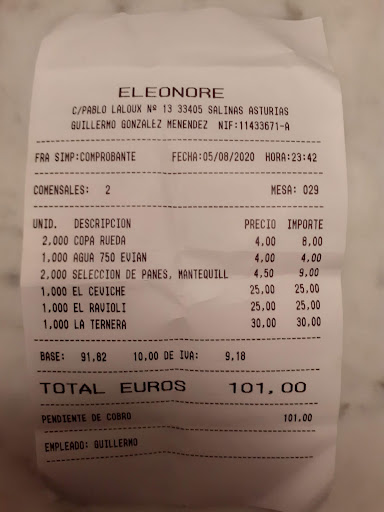 ELEONORE
C/PABLO LALOUX Nº 13 33405 SALINAS ASTURIAS
GUILLERMO GONZALEZ MENENDEZ NIF:11433671-A
FRA SIMP:COMPROBANTE FECHA:05/08/2020 HORA:23:42
COMENSALES: 2 MESA: 029
UNID. DESCRIPCION PRECIO IMPORTE
2,000 COPA RUEDA 4,00 8,00
1,000 AGUA 750 EVIAN 4,00 4,00
2,000 SELECCION DE PANES, MANTEQUILL 4,50 9,00
1,000 EL CEVICHE 25,00 25,00
1,000 EL RAVIOLI 25,00 25,00
1,000 LA TERNERA 30,00 30,00
BASE: 91,82 10,00 DE IVA: 9,18
TOTAL EUROS 101,00
PENDIENTE DE COBRO 101.00
EMPLEADO: GUILLERMO